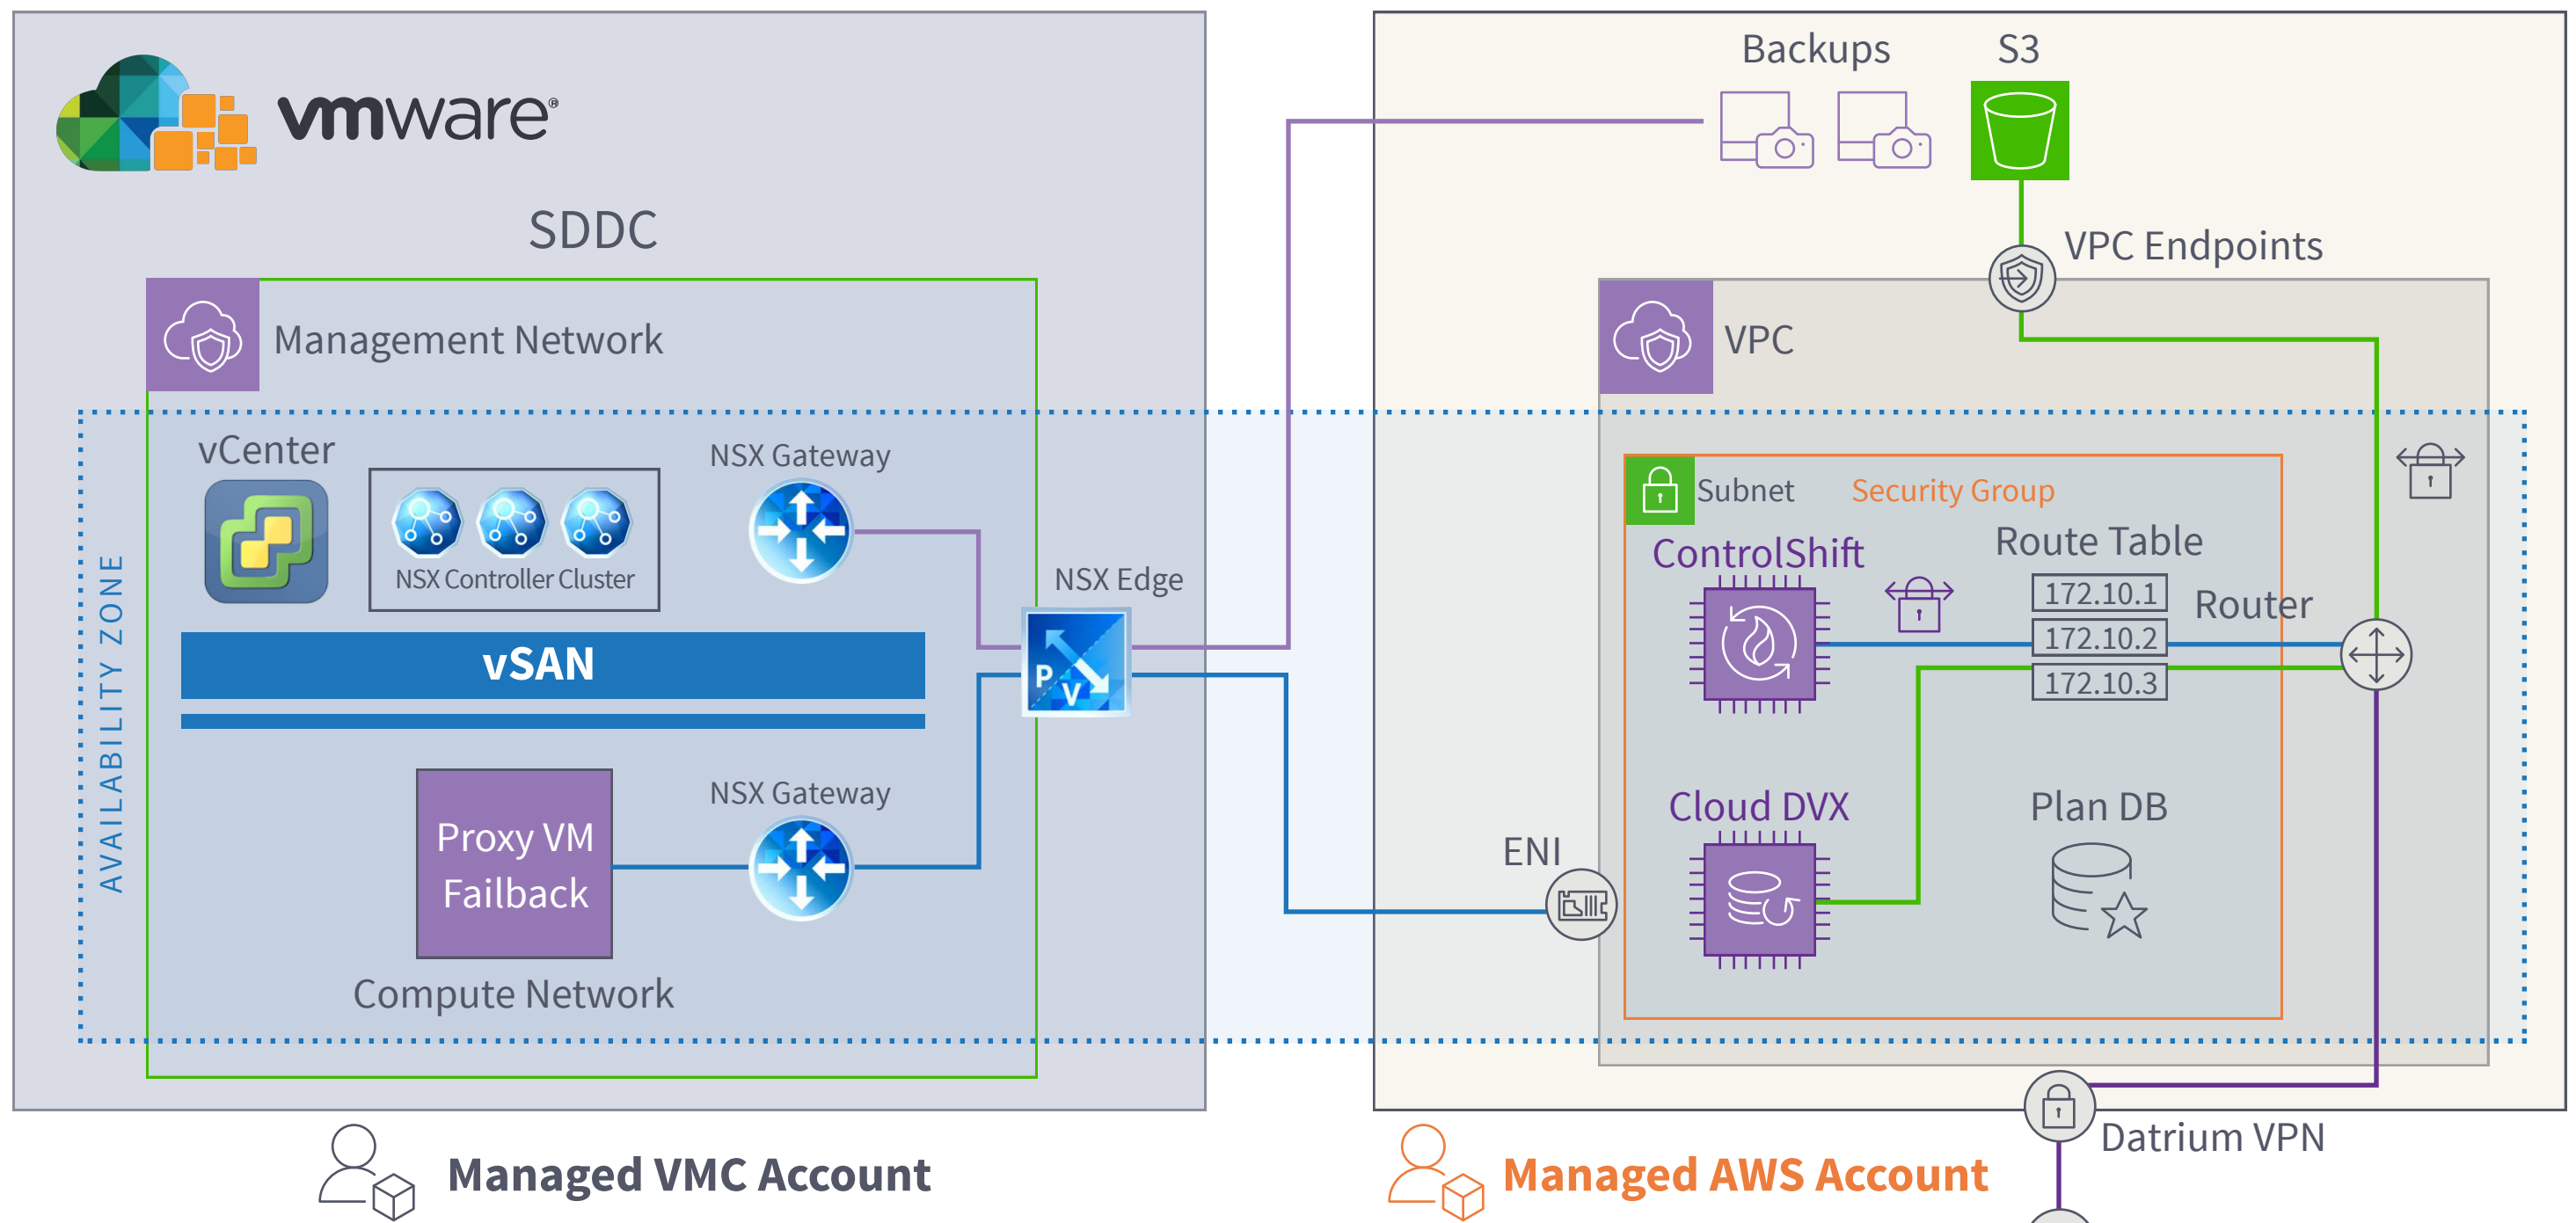 vmware®
SDDC
Management Network
AVAILABILITY ZONE
vCenter
NSX Controller Cluster
NSX Gateway
NSX Edge
P
V
vSAN
Proxy VM
Failback
NSX Gateway
Compute Network
Managed VMC Account
Backups
S3
VPC Endpoints
VPC
Subnet
Security Group
ControlShift
Route Table
172.10.1
172.10.2
172.10.3
Router
Cloud DVX
Plan DB
ENI
Datrium VPN
Managed AWS Account